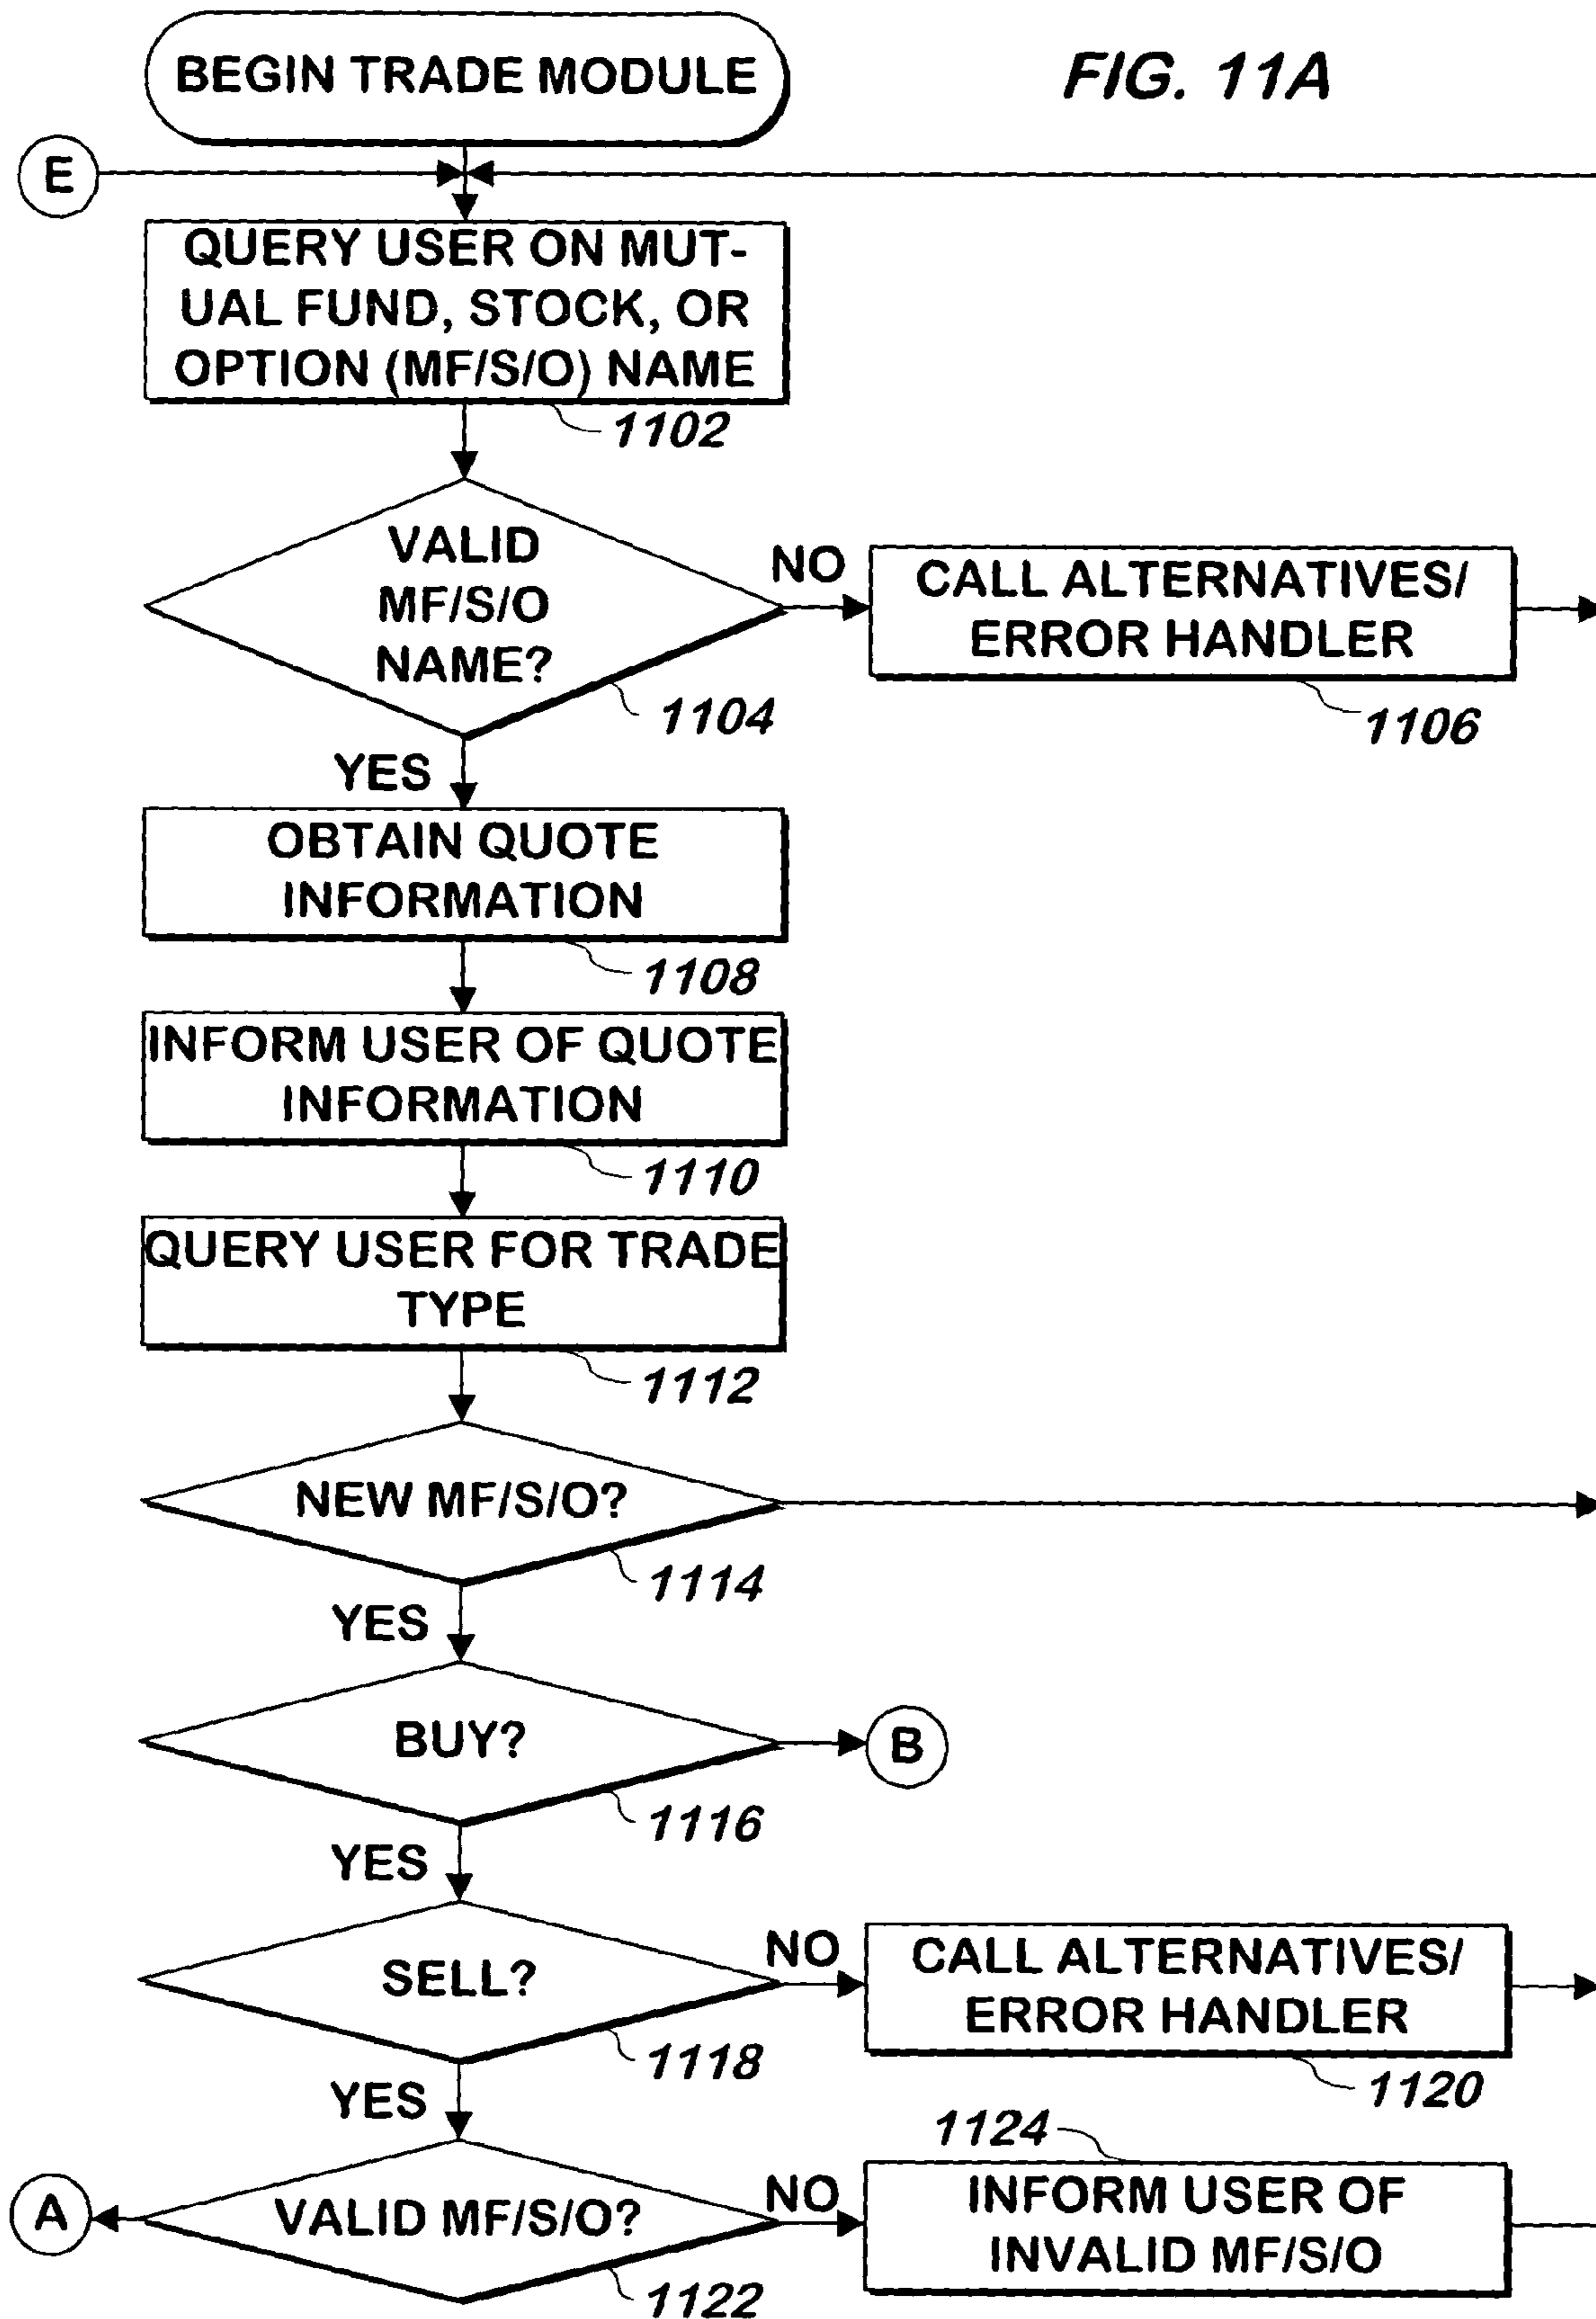 BEGIN TRADE MODULE
FIG. 11A
E
QUERY USER ON MUT-
UAL FUND, STOCK, OR
OPTION (MF/S/O) NAME
1102
VALID
MF/S/O
NAME?
1104
NO
CALL ALTERNATIVES/
ERROR HANDLER
1106
YES
OBTAIN QUOTE
INFORMATION
1108
INFORM USER OF QUOTE
INFORMATION
1110
QUERY USER FOR TRADE
TYPE
1112
NEW MF/S/O?
1114
YES
BUY?
B
1116
YES
SELL?
1118
NO
CALL ALTERNATIVES/
ERROR HANDLER
1120
YES
A
VALID MF/S/O?
1122
NO
1124
INFORM USER OF
INVALID MF/S/O